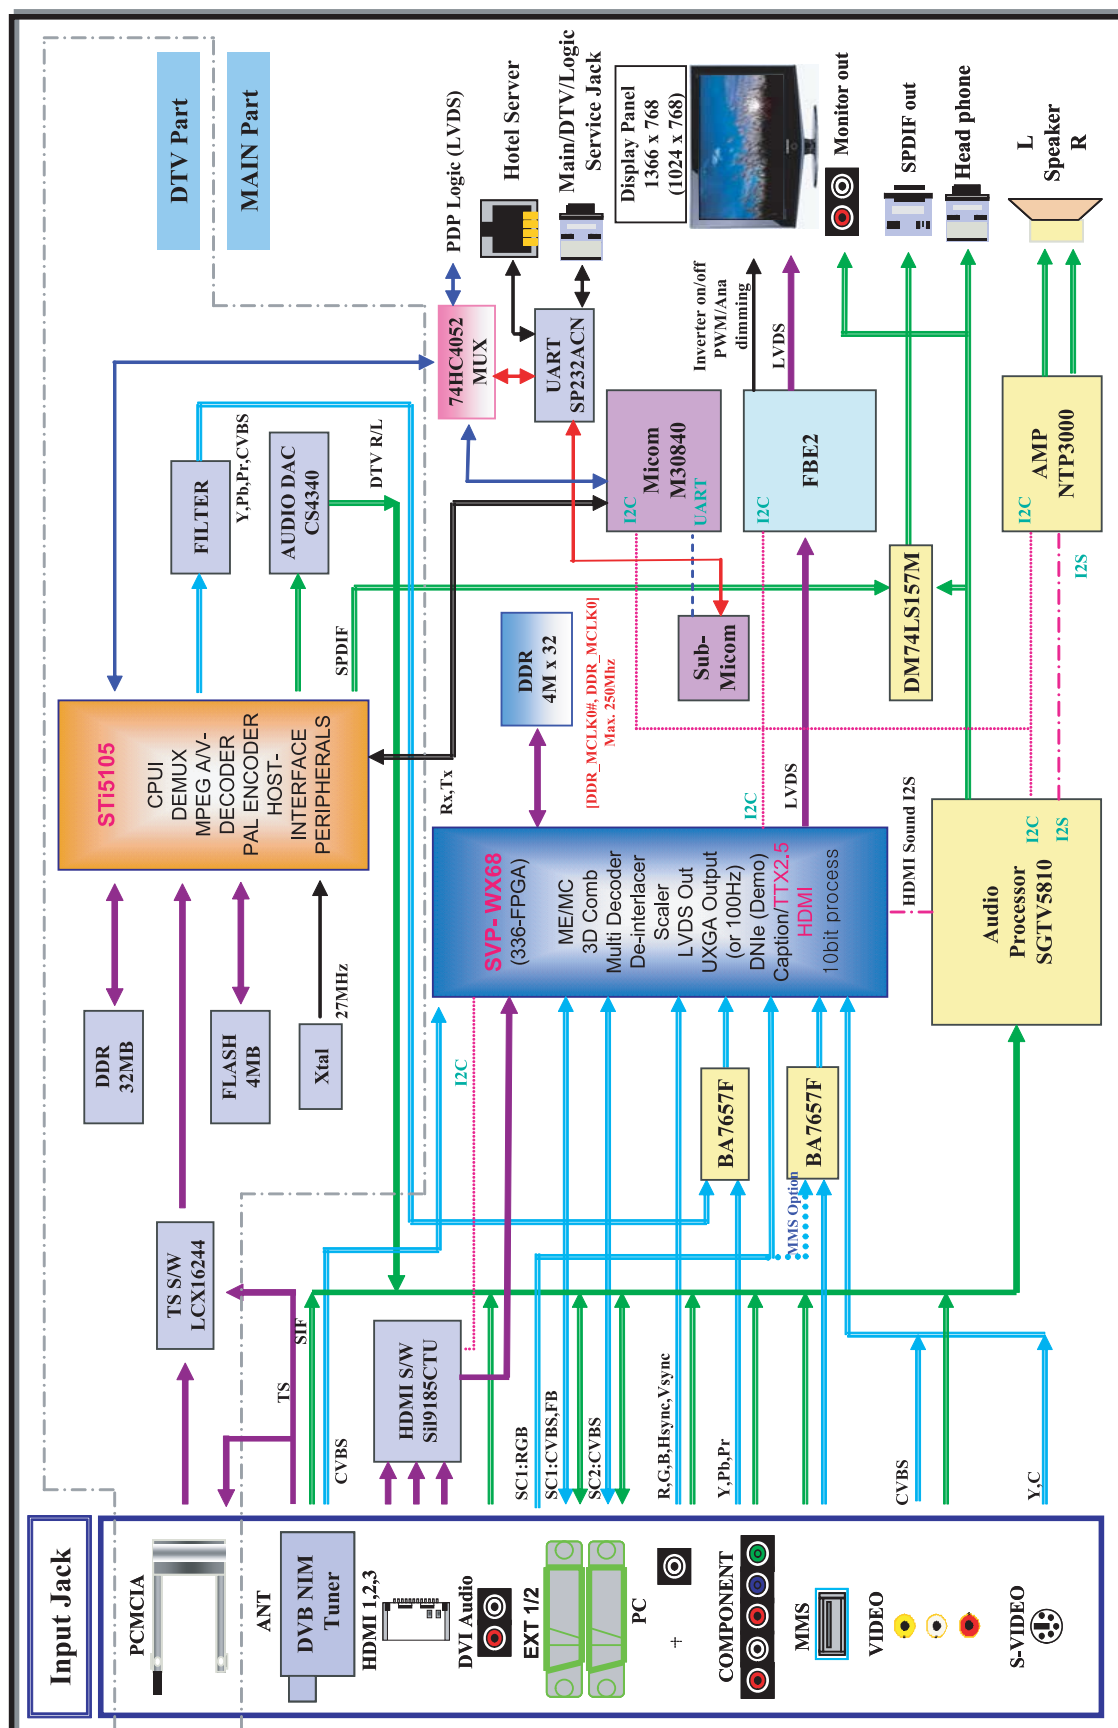 Input Jack
PCMCIA
ANT
DVB NIM
Tuner
HDMI 1,2,3
DVI Audio
EXT 1/2
PC
+
COMPONENT
MMS
VIDEO
S-VIDEO
TS
SIF
CVBS
SC1:RGB
SC1:CVBS,FB
SC2:CVBS
R,G,B,Hsync,Vsync
Y,Pb,Pr
CVBS
Y,C
TS S/W
LCX16244
HDMI S/W
Sil9185CTU
MMS Option
DDR
32MB
FLASH
4MB
Xtal
27MHz
I2C
BA7657F
BA7657F
STi5105
CPUI
DEMUX
MPEG A/V-
DECODER
PAL ENCODER
HOST-
INTERFACE
PERIPHERALS
SVP- WX68
(336-FPGA)
ME/MC
3D Comb
Multi Decoder
De-interlacer
Scaler
LVDS Out
UXGA Output
(or 100Hz)
DNIe (Demo)
Caption/TTX2.5
HDMI
10bit process
HDMI Sound I2S
Audio
Processor
SGTV5810
I2C
I2S
SPDIF
Rx,Tx
DDR
4M x 32
[DDR_MCLK0#, DDR_MCLK0]
Max. 250Mhz
Sub-
Micom
I2C
LVDS
DM74LS157M
FILTER
Y,Pb,Pr,CVBS
AUDIO DAC
CS4340
DTV R/L
74HC4052
MUX
UART
SP232ACN
Micom
M30840
I2C
UART
FBE2
I2C
AMP
NTP3000
I2C
I2S
Inverter on/off
PWM/Ana
dimming
LVDS
DTV Part
MAIN Part
PDP Logic (LVDS)
Hotel Server
Main/DTV/Logic
Service Jack
Display Panel
1366 x 768
(1024 x 768)
Monitor out
SPDIF out
Head phone
L
Speaker
R